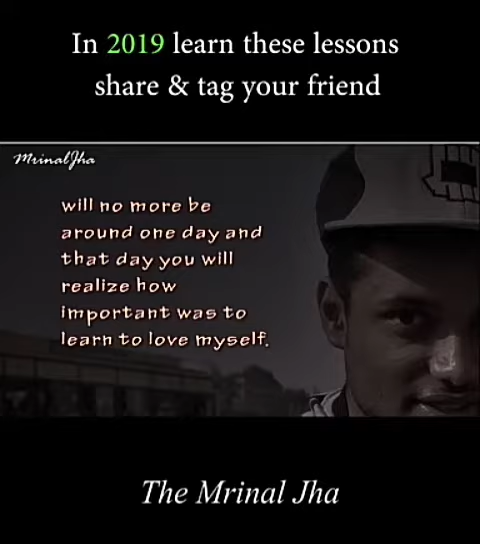 In 2019 learn these lessons
share & tag your friend
MrinalJha
will no more be
around one day and
that day you will
realize how
important was to
learn to love myself.
The Mrinal Jha